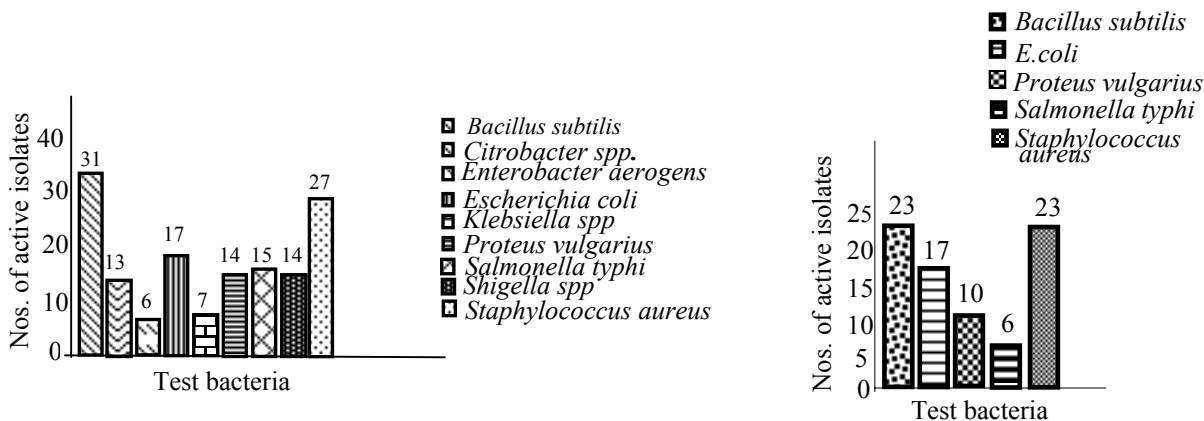 Nos. of active isolates
40
30
20
10
0
31
13
6
17
7
14
15
14
27
Test bacteria
Bacillus subtilis
Citrobacter spp.
Enterobacter aerogens
Escherichia coli
Klebsiella spp
Proteus vulgarius
Salmonella typhi
Shigella spp
Staphylococcus aureus
Bacillus subtilis
E.coli
Proteus vulgarius
Salmonella typhi
Staphylococcus
aureus
Nos. of active isolates
25
20
15
10
5
0
23
17
10
6
23
Test bacteria